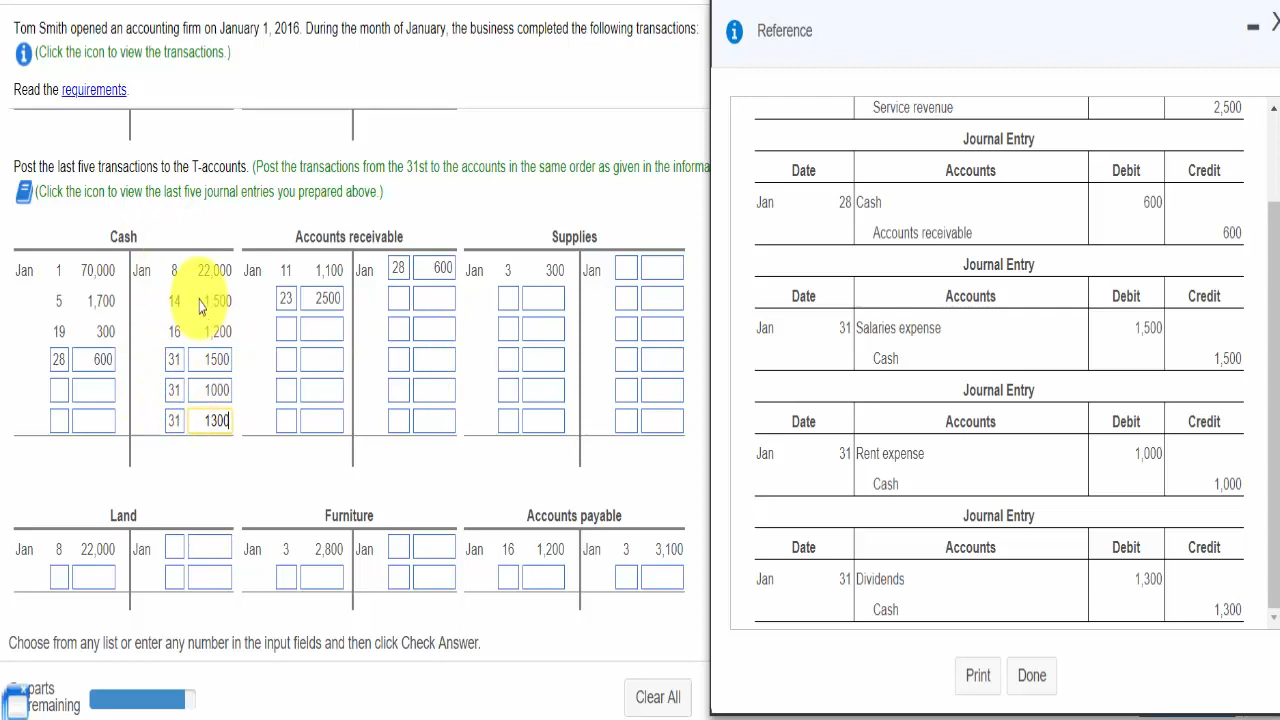 Tom Smith opened an accounting firm on January 1, 2016. During the month of January, the business completed the following transactions:
(Click the icon to view the transactions.)
Read the requirements.
Post the last five transactions to the T-accounts. (Post the transactions from the 31st to the accounts in the same order as given in the informa
(Click the icon to view the last five journal entries you prepared above.)
Cash Accounts receivable Supplies
Jan 1 70,000 Jan 8 22,000 Jan 11 1,100 Jan 28 600 Jan 3 300 Jan
5 1,700 14 1,500 23 2500
19 300 16 1,200
28 600 31 1500
31 1000
31 1300
Land Furniture Accounts payable
Jan 8 22,000 Jan Jan 3 2,800 Jan Jan 16 1,200 Jan 3 3,100
Choose from any list or enter any number in the input fields and then click Check Answer.
parts
remaining
Clear All
Reference
Service revenue 2,500
Journal Entry
Date Accounts Debit Credit
Jan 28 Cash 600
Accounts receivable 600
Journal Entry
Date Accounts Debit Credit
Jan 31 Salaries expense 1,500
Cash 1,500
Journal Entry
Date Accounts Debit Credit
Jan 31 Rent expense 1,000
Cash 1,000
Journal Entry
Date Accounts Debit Credit
Jan 31 Dividends 1,300
Cash 1,300
Print Done